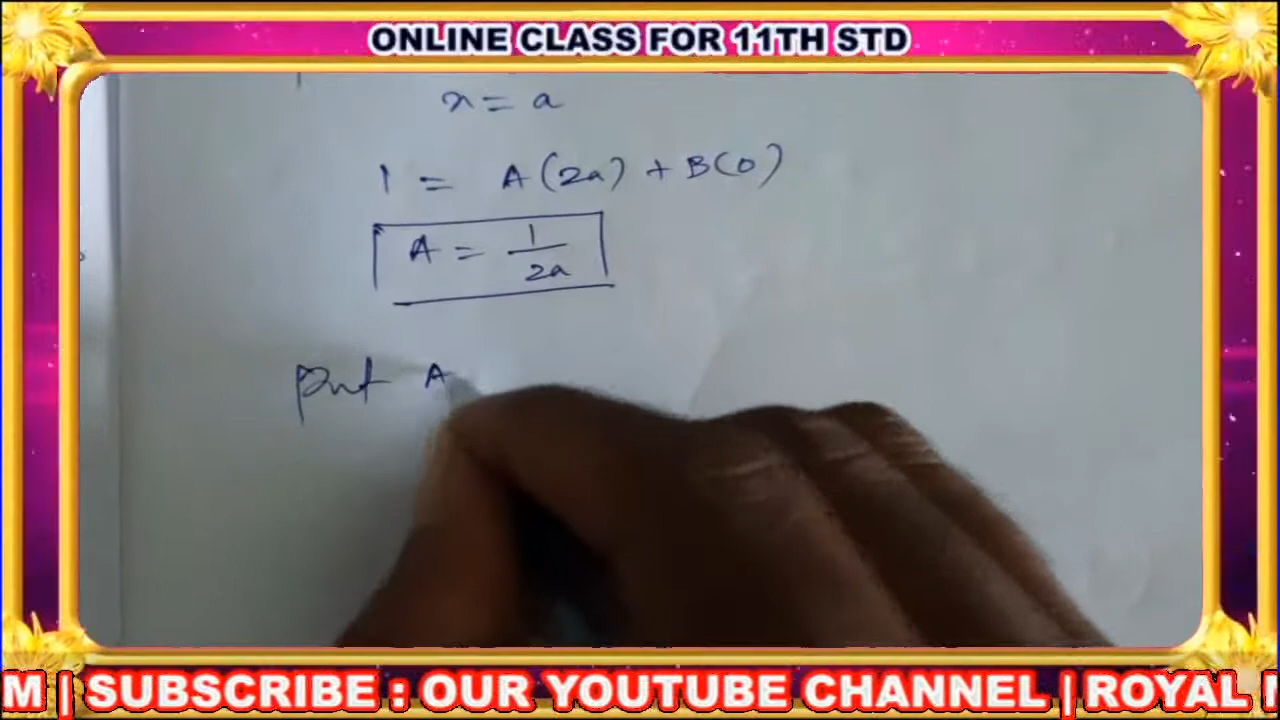 ONLINE CLASS FOR 11TH STD
x = a
1 = A(2a) + B(0)
A = 1/2a
Put A
M | SUBSCRIBE : OUR YOUTUBE CHANNEL | ROYAL